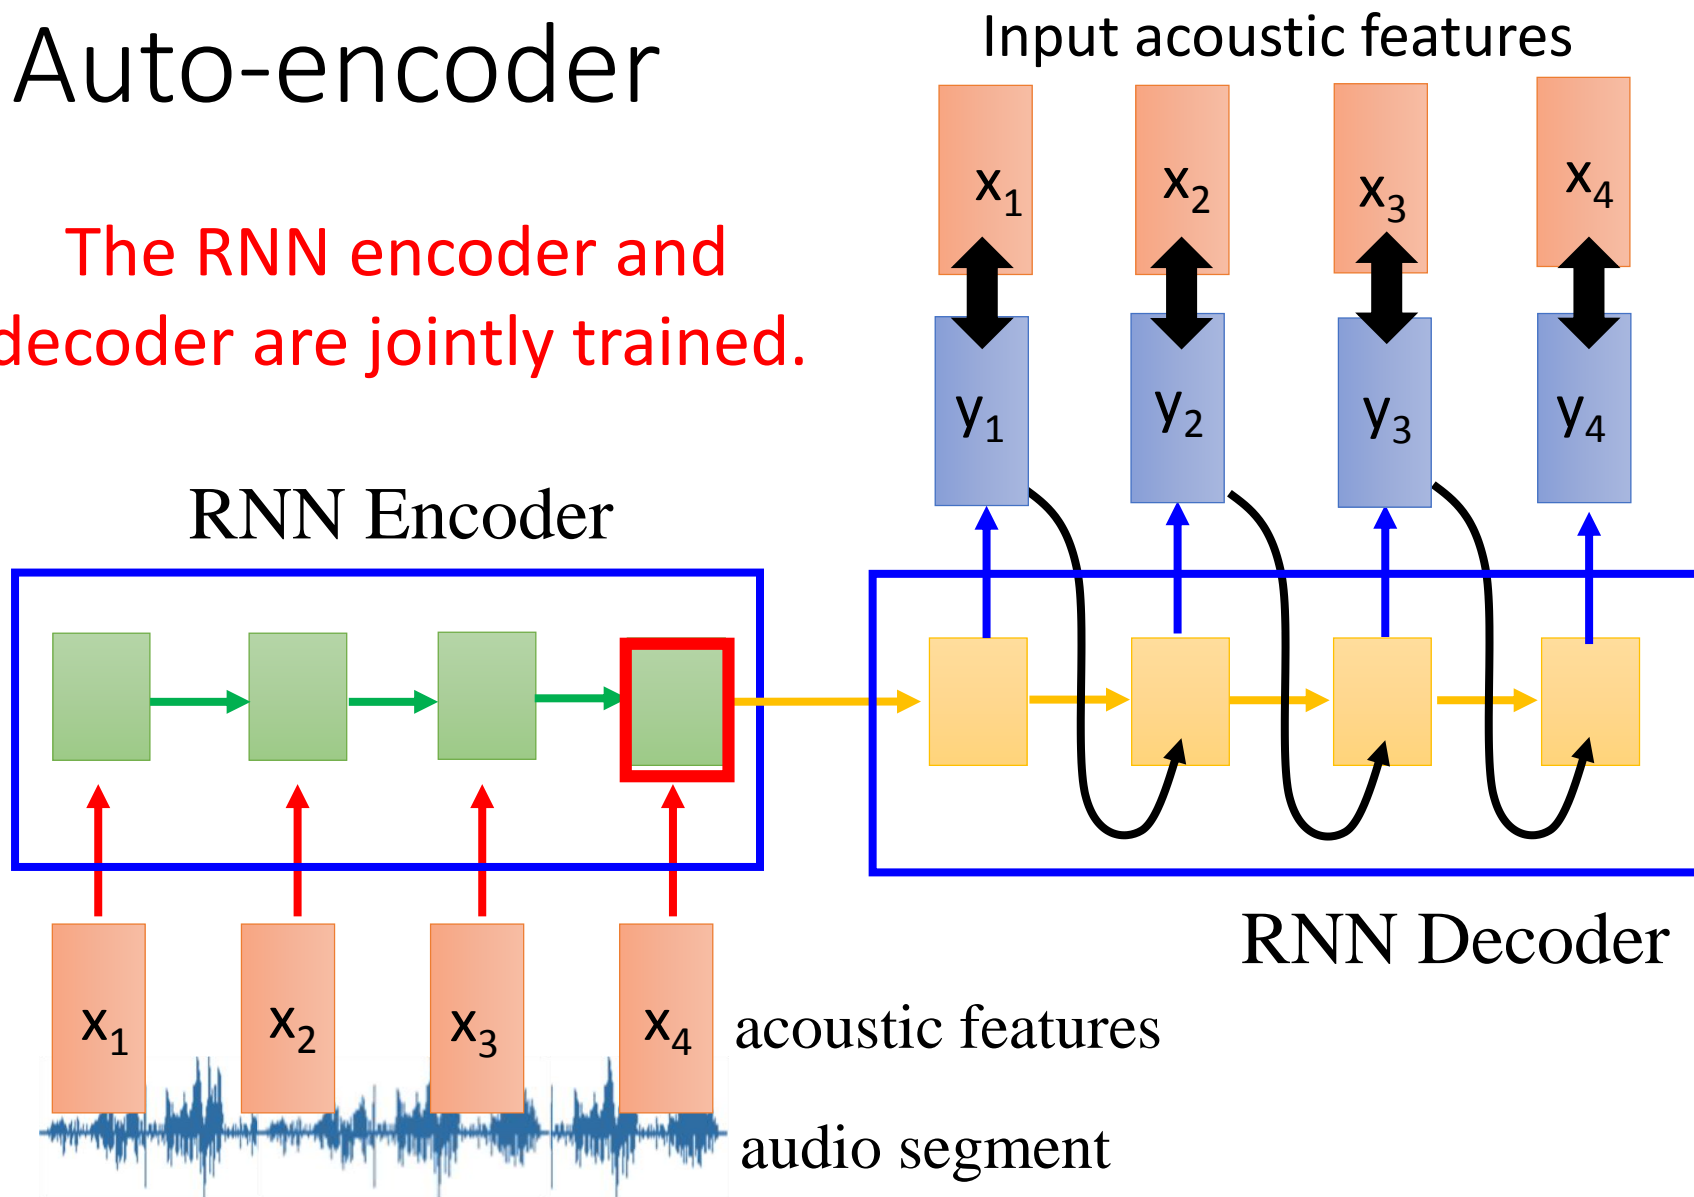 Auto-encoder
Input acoustic features
x1 x2 x3 x4
The RNN encoder and
decoder are jointly trained.
y1 y2 y3 y4
RNN Encoder
RNN Decoder
x1 x2 x3 x4
acoustic features
audio segment